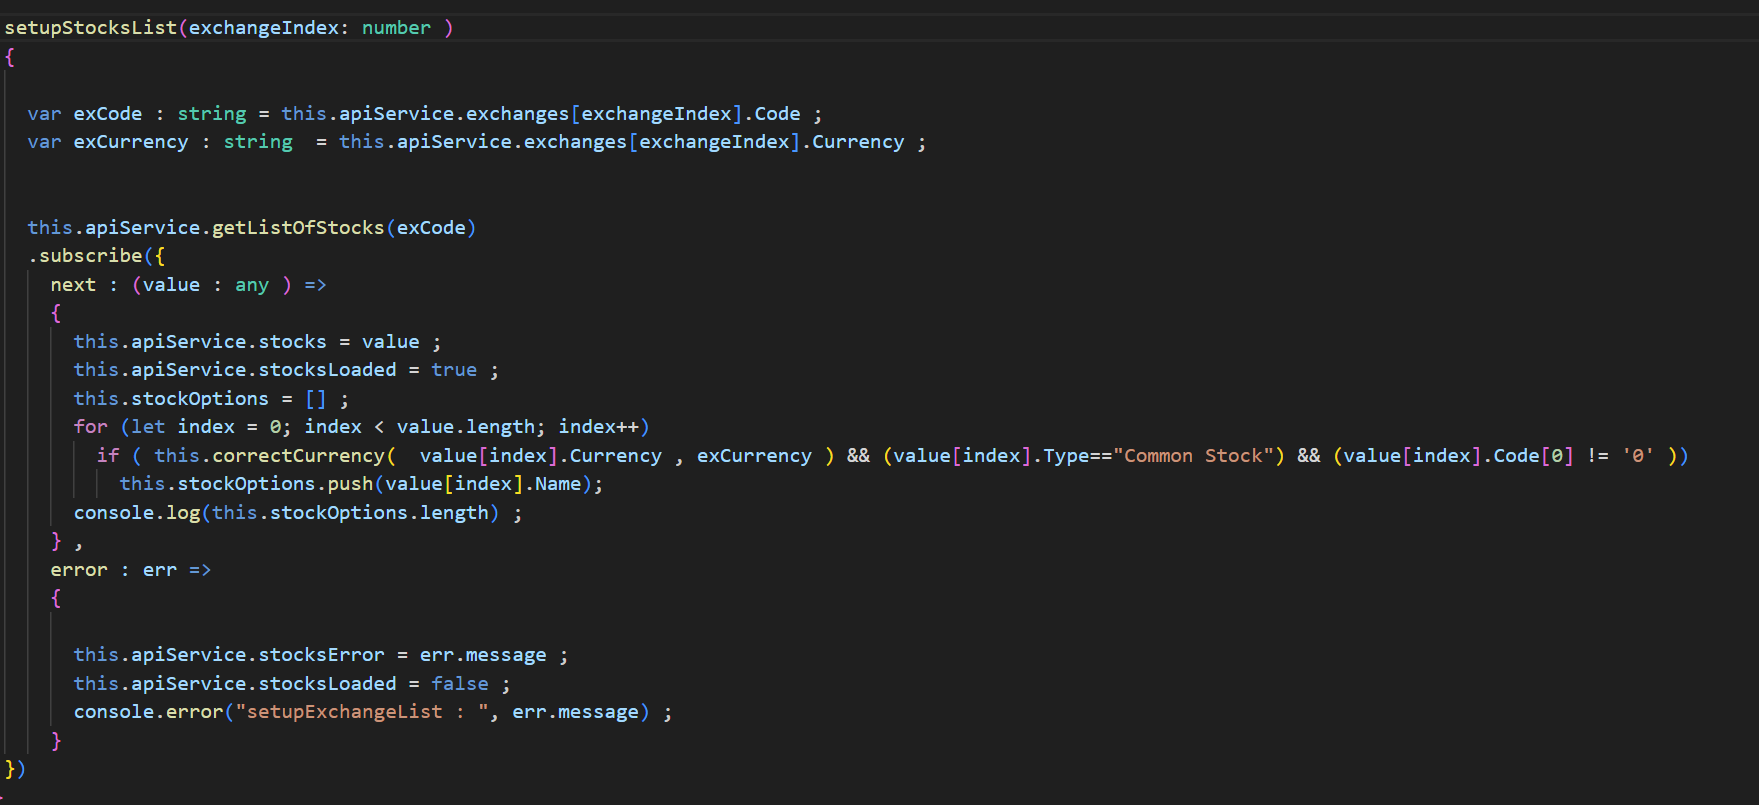 setupStocksList(exchangeIndex: number )
{
var exCode : string = this.apiService.exchanges[exchangeIndex].Code ;
var exCurrency : string  = this.apiService.exchanges[exchangeIndex].Currency ;
this.apiService.getListOfStocks(exCode)
.subscribe({
next : (value : any ) =>
{
this.apiService.stocks = value ;
this.apiService.stocksLoaded = true ;
this.stockOptions = [] ;
for (let index = 0; index < value.length; index++)
if ( this.correctCurrency(  value[index].Currency , exCurrency ) && (value[index].Type=="Common Stock") && (value[index].Code[0] != '0' ))
this.stockOptions.push(value[index].Name);
console.log(this.stockOptions.length) ;
} ,
error : err =>
{
this.apiService.stocksError = err.message ;
this.apiService.stocksLoaded = false ;
console.error("setupExchangeList : ", err.message) ;
}
})